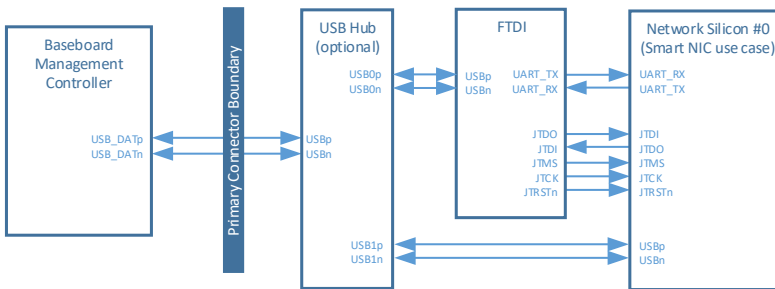 Baseboard
Management
Controller
USB_DATp
USB_DATn
Primary Connector Boundary
USB Hub
(optional)
USB0p
USB0n
USBp
USBn
USB1p
USB1n
FTDI
USBp
USBn
UART_TX
UART_RX
JTDO
JTDI
JTMS
JTCK
JTRSTn
Network Silicon #0
(Smart NIC use case)
UART_RX
UART_TX
JTDI
JTDO
JTMS
JTCK
JTRSTn
USBp
USBn